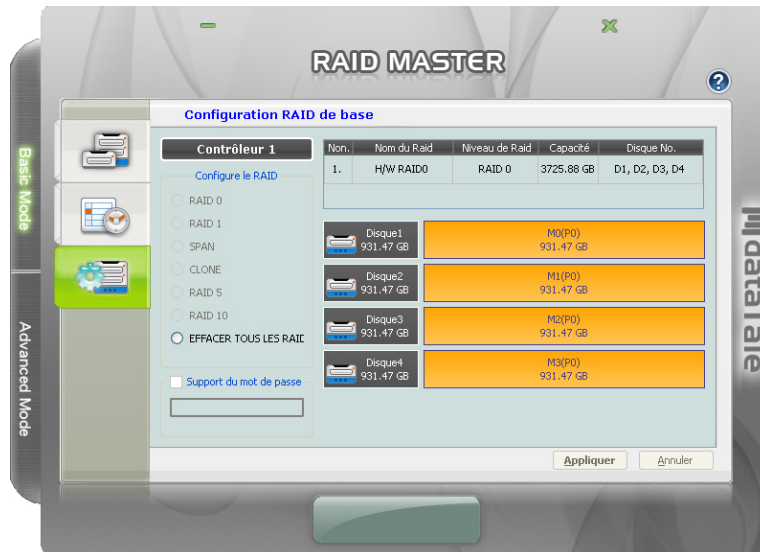 RAID MASTER
?
Basic Mode
Advanced Mode
Configuration RAID de base
Contrôleur 1
Configure le RAID
RAID 0
RAID 1
SPAN
CLONE
RAID 5
RAID 10
EFFACER TOUS LES RAID
Support du mot de passe
Non. Nom du Raid Niveau de Raid Capacité Disque No.
1. H/W RAID0 RAID 0 3725.88 GB D1, D2, D3, D4
Disque1
931.47 GB
M0(P0)
931.47 GB
Disque2
931.47 GB
M1(P0)
931.47 GB
Disque3
931.47 GB
M2(P0)
931.47 GB
Disque4
931.47 GB
M3(P0)
931.47 GB
Appliquer Annuler
dataTale